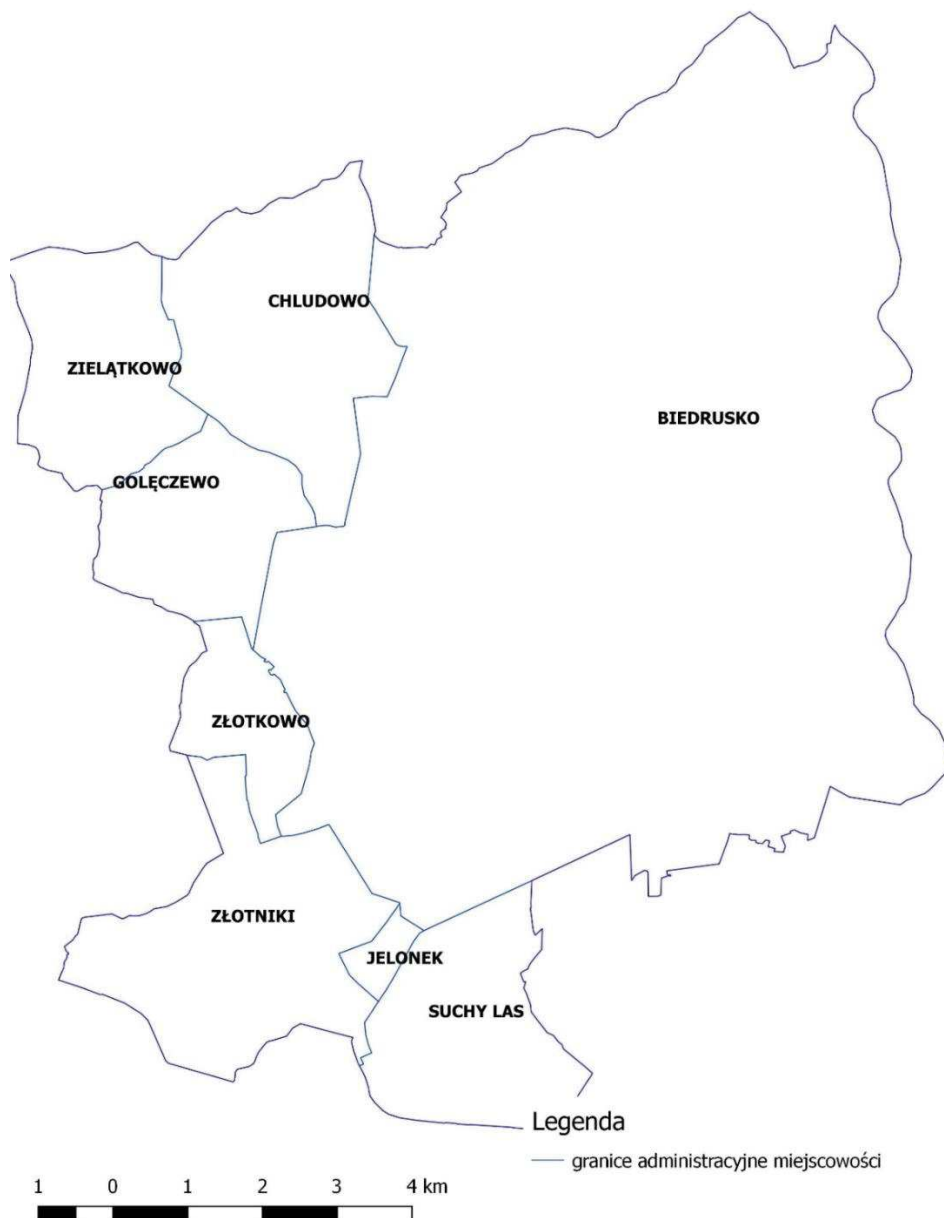 CHLUDOWO
ZIELĄTKOWO
BIEDRUSKO
GOLĘCZEWO
ZŁOTKOWO
ZŁOTNIKI
JELONEK
SUCHY LAS
Legenda
granice administracyjne miejscowości
1 0 1 2 3 4 km